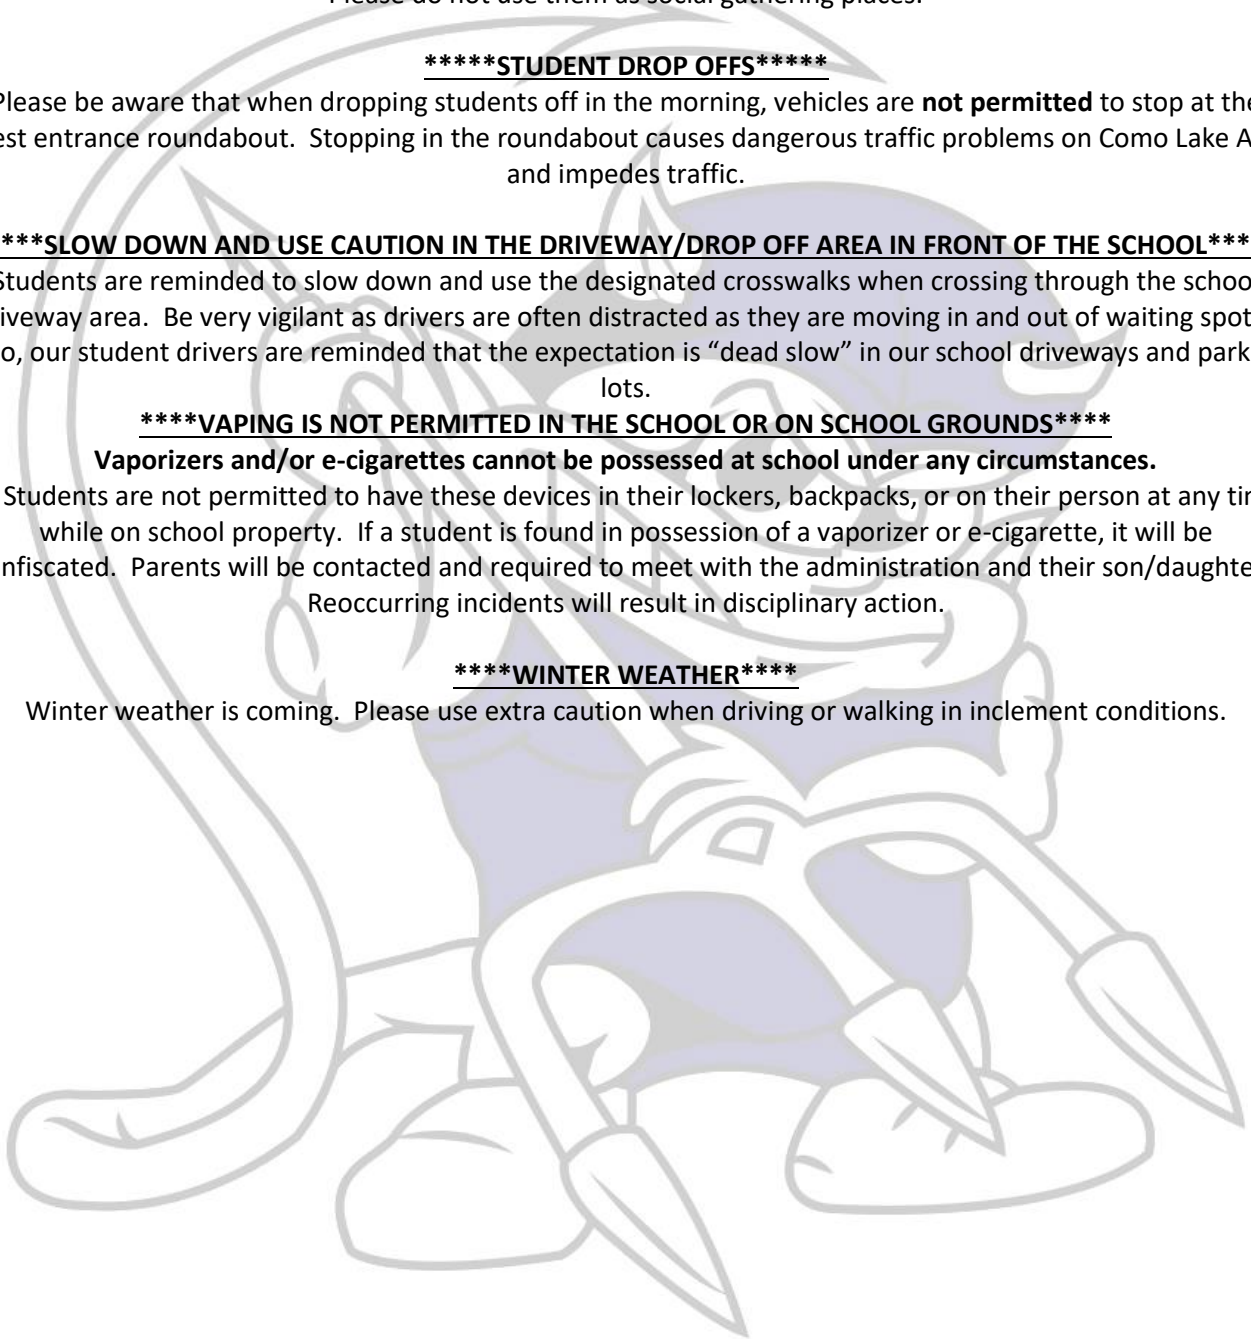 Please do not use them as social gathering places.
*****STUDENT DROP OFFS*****
Please be aware that when dropping students off in the morning, vehicles are not permitted to stop at the
est entrance roundabout.  Stopping in the roundabout causes dangerous traffic problems on Como Lake A
and impedes traffic.
***SLOW DOWN AND USE CAUTION IN THE DRIVEWAY/DROP OFF AREA IN FRONT OF THE SCHOOL***
Students are reminded to slow down and use the designated crosswalks when crossing through the schoo
iveway area.  Be very vigilant as drivers are often distracted as they are moving in and out of waiting spot
o, our student drivers are reminded that the expectation is “dead slow” in our school driveways and park
lots.
****VAPING IS NOT PERMITTED IN THE SCHOOL OR ON SCHOOL GROUNDS****
Vaporizers and/or e-cigarettes cannot be possessed at school under any circumstances.
Students are not permitted to have these devices in their lockers, backpacks, or on their person at any ti
while on school property.  If a student is found in possession of a vaporizer or e-cigarette, it will be
nfiscated.  Parents will be contacted and required to meet with the administration and their son/daughte
Reoccurring incidents will result in disciplinary action.
****WINTER WEATHER****
Winter weather is coming.  Please use extra caution when driving or walking in inclement conditions.